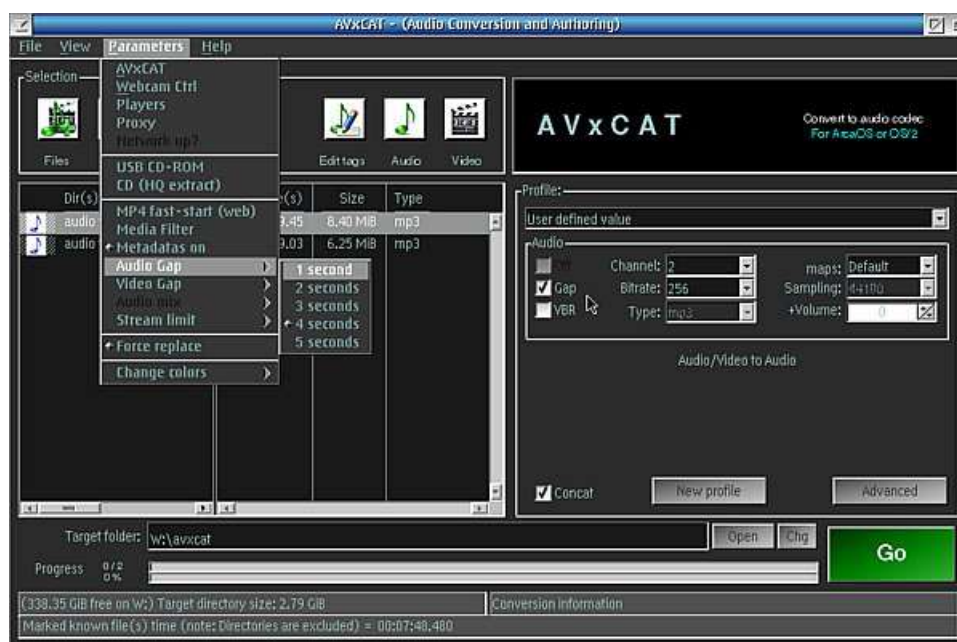 AVxCAT - (Audio Conversion and Authoring)
File View Parameters Help
Selection
AVxCAT
Webcam Ctrl
Players
Proxy
Network up?
USB CD-ROM
CD (HQ extract)
MP4 fast-start (web)
Media Filter
Metadatas on
Audio Gap
Video Gap
Audio mix
Stream limit
Force replace
Change colors
1 second
2 seconds
3 seconds
4 seconds
5 seconds
Files
Edit tags Audio Video
AVxCAT
Convert to audio codec
For ArcaOS or OS/2
Dir(s) (s) Size Type
audio 9.45 8,40 MiB mp3
audio 9.03 6,25 MiB mp3
Profile:
User defined value
Audio
Channel: 2 maps: Default
Gap Bitrate: 256 Sampling: 44100
VBR Type: mp3 +Volume: 0
Audio/Video to Audio
Concat New profile Advanced
Target folder: W:\avxcat Open Chg
Go
Progress 0/2
0%
(338.35 GiB free on W:) Target directory size: 2.79 GiB Conversion information
Marked known file(s) time (note: Directories are excluded) = 00:07:48.480